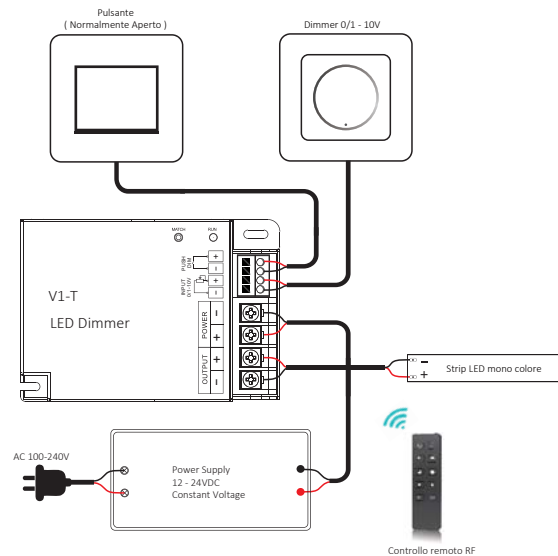 Pulsante
( Normalmente Aperto )
Dimmer 0/1 - 10V
MATCH
RUN
PUSH
DIM
+
−
INPUT
0/1-10V
+
−
V1-T
LED Dimmer
POWER
−
+
OUTPUT
+
−
−
+
Strip LED mono colore
AC 100-240V
Power Supply
12 - 24VDC
Constant Voltage
Controllo remoto RF